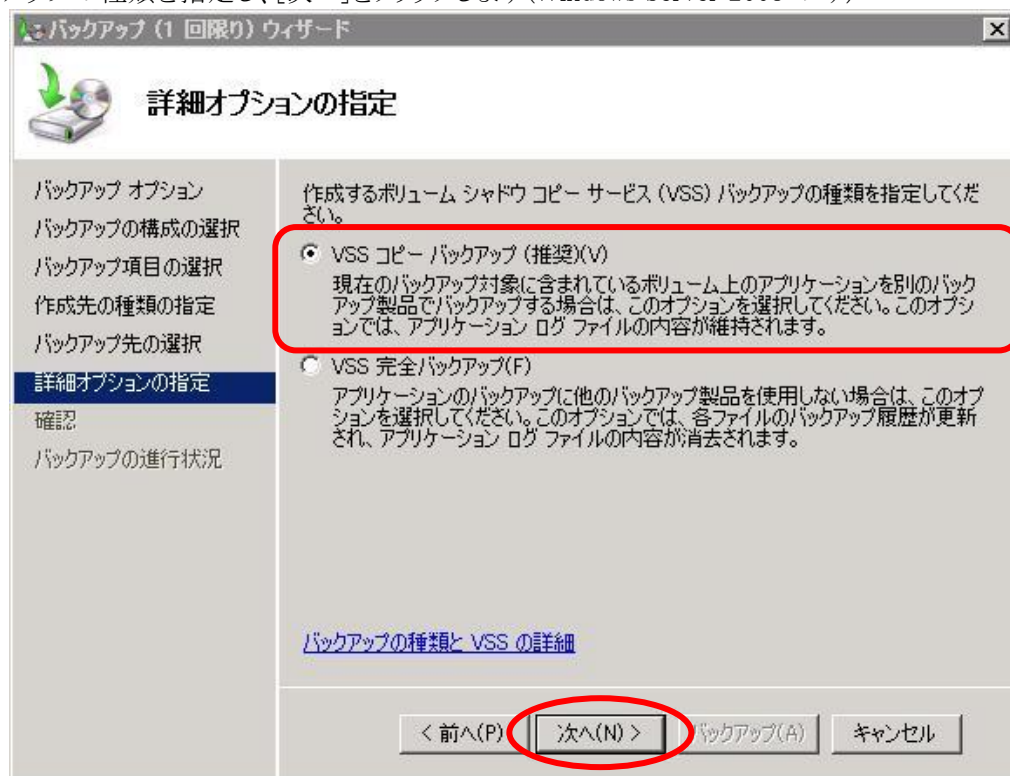 バックアップ (1 回限り) ウィザード
詳細オプションの指定
バックアップ オプション
バックアップの構成の選択
バックアップ項目の選択
作成先の種類の指定
バックアップ先の選択
詳細オプションの指定
確認
バックアップの進行状況
作成するボリューム シャドウ コピー サービス (VSS) バックアップの種類を指定してくだ
さい。
VSS コピー バックアップ (推奨)(V)
現在のバックアップ対象に含まれているボリューム上のアプリケーションを別のバック
アップ製品でバックアップする場合は、このオプションを選択してください。このオプシ
ョンでは、アプリケーション ログ ファイルの内容が維持されます。
VSS 完全バックアップ(F)
アプリケーションのバックアップに他のバックアップ製品を使用しない場合は、このオプ
ションを選択してください。このオプションでは、各ファイルのバックアップ履歴が更新
され、アプリケーション ログ ファイルの内容が消去されます。
バックアップの種類と VSS の詳細
< 前へ(P) 次へ(N) > バックアップ(A) キャンセル